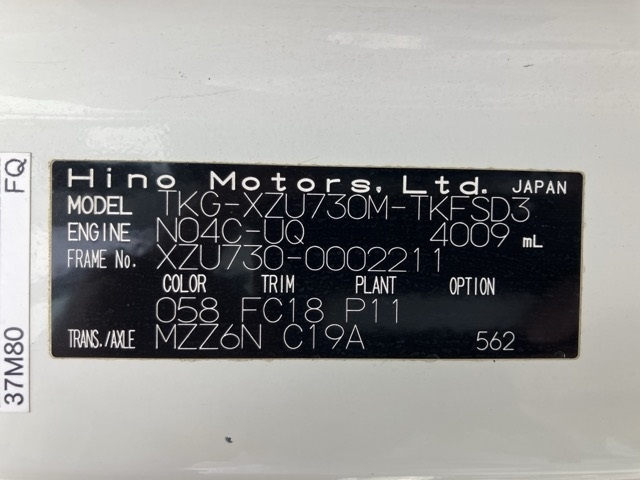 Hino Motors, Ltd. JAPAN
MODEL TKG-XZU730M-TKFSD3
ENGINE N04C-UQ 4009 mL
FRAME No. XZU730-0002211
COLOR TRIM PLANT OPTION
058 FC18 P11
TRANS./AXLE MZZ6N C19A 562
37M80 FQ